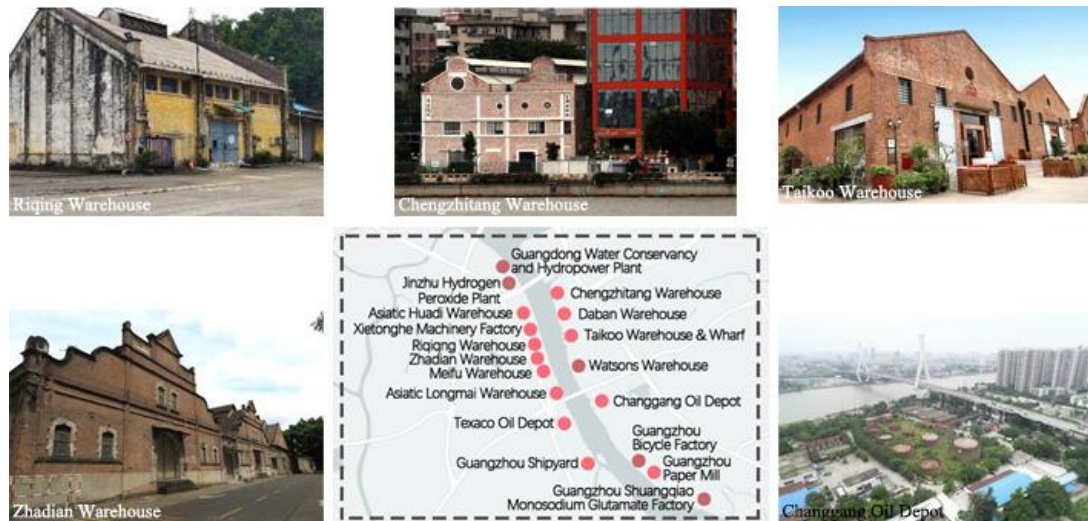 Riqing Warehouse
Chengzhitang Warehouse
Taikoo Warehouse
Guangdong Water Conservancy
and Hydropower Plant
Jinzhu Hydrogen
Peroxide Plant
Chengzhitang Warehouse
Asiatic Huadi Warehouse
Daban Warehouse
Xietonghe Machinery Factory
Taikoo Warehouse & Wharf
Riqiqng Warehouse
Zhadian Warehouse
Watsons Warehouse
Meifu Warehouse
Asiatic Longmai Warehouse
Changgang Oil Depot
Texaco Oil Depot
Guangzhou
Bicycle Factory
Guangzhou Shipyard
Guangzhou
Paper Mill
Guangzhou Shuangqiao
Monosodium Glutamate Factory
Zhadian Warehouse
Changgang Oil Depot